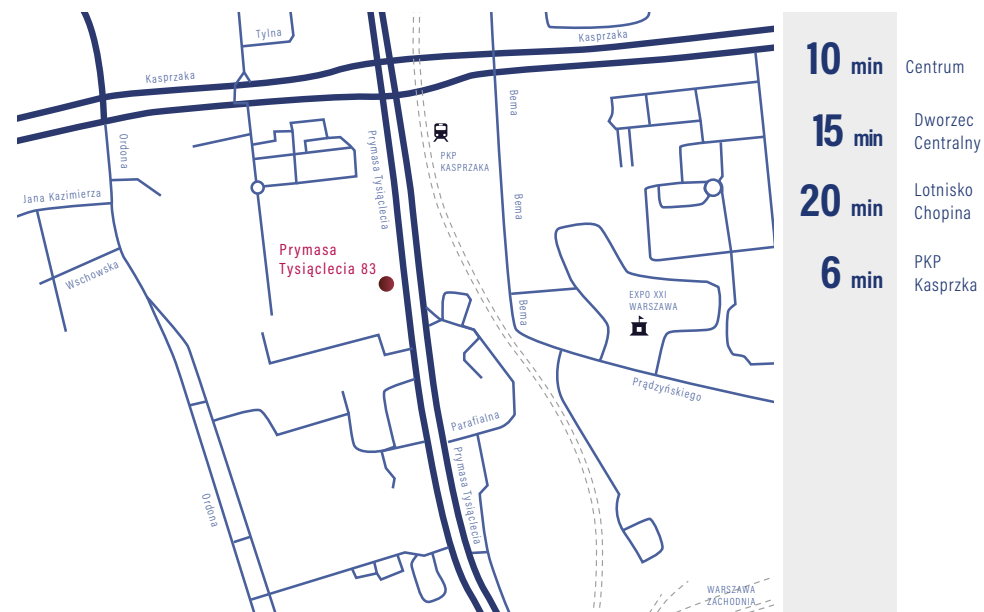 Tylna
Kasprzaka
Kasprzaka
Bema
Ordona
Prymasa Tysiąclecia
PKP
KASPRZAKA
Jana Kazimierza
Bema
Wschowska
Prymasa
Tysiąclecia 83
EXPO XXI
WARSZAWA
Bema
Prądzyńskiego
Parafialna
Prymasa Tysiąclecia
Ordona
WARSZAWA
ZACHODNIA
10 min Centrum
15 min Dworzec
Centralny
20 min Lotnisko
Chopina
6 min PKP
Kasprzka